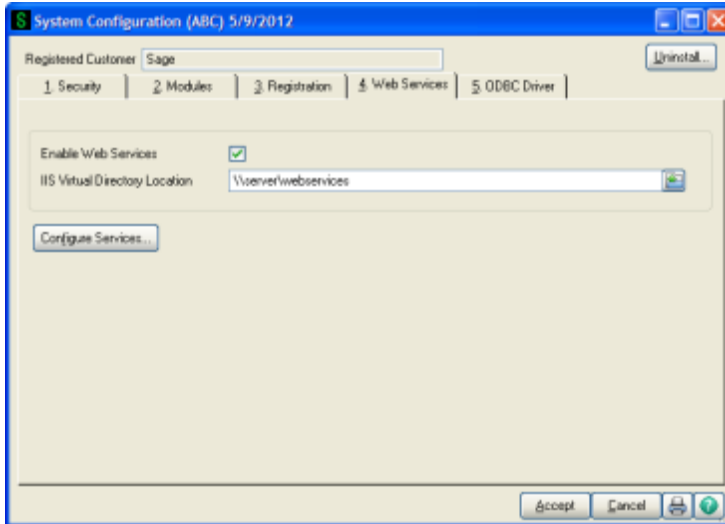 S System Configuration (ABC) 5/9/2012
Registered Customer Sage Uninstall...
1. Security 2. Modules 3. Registration 4. Web Services 5. ODBC Driver
Enable Web Services
IIS Virtual Directory Location \\server\webservices
Configure Services...
Accept Cancel ?